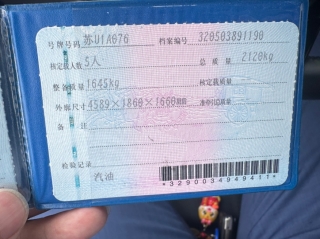 号牌号码 苏U1A076 档案编号 320503891190
核定载人数 5人 总质量 2120kg
整备质量 1645kg 核定载质量
外廓尺寸 4589×1860×1660mm 准牵引总质量
备注
检验记录
汽油
*3290034949411*